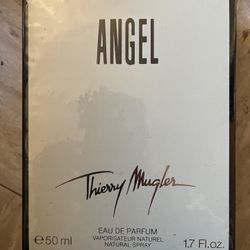 ANGEL
Thierry Mugler
EAU DE PARFUM
VAPORISATEUR NATUREL
NATURAL SPRAY
℮ 50 ml 1.7 Fl.oz.